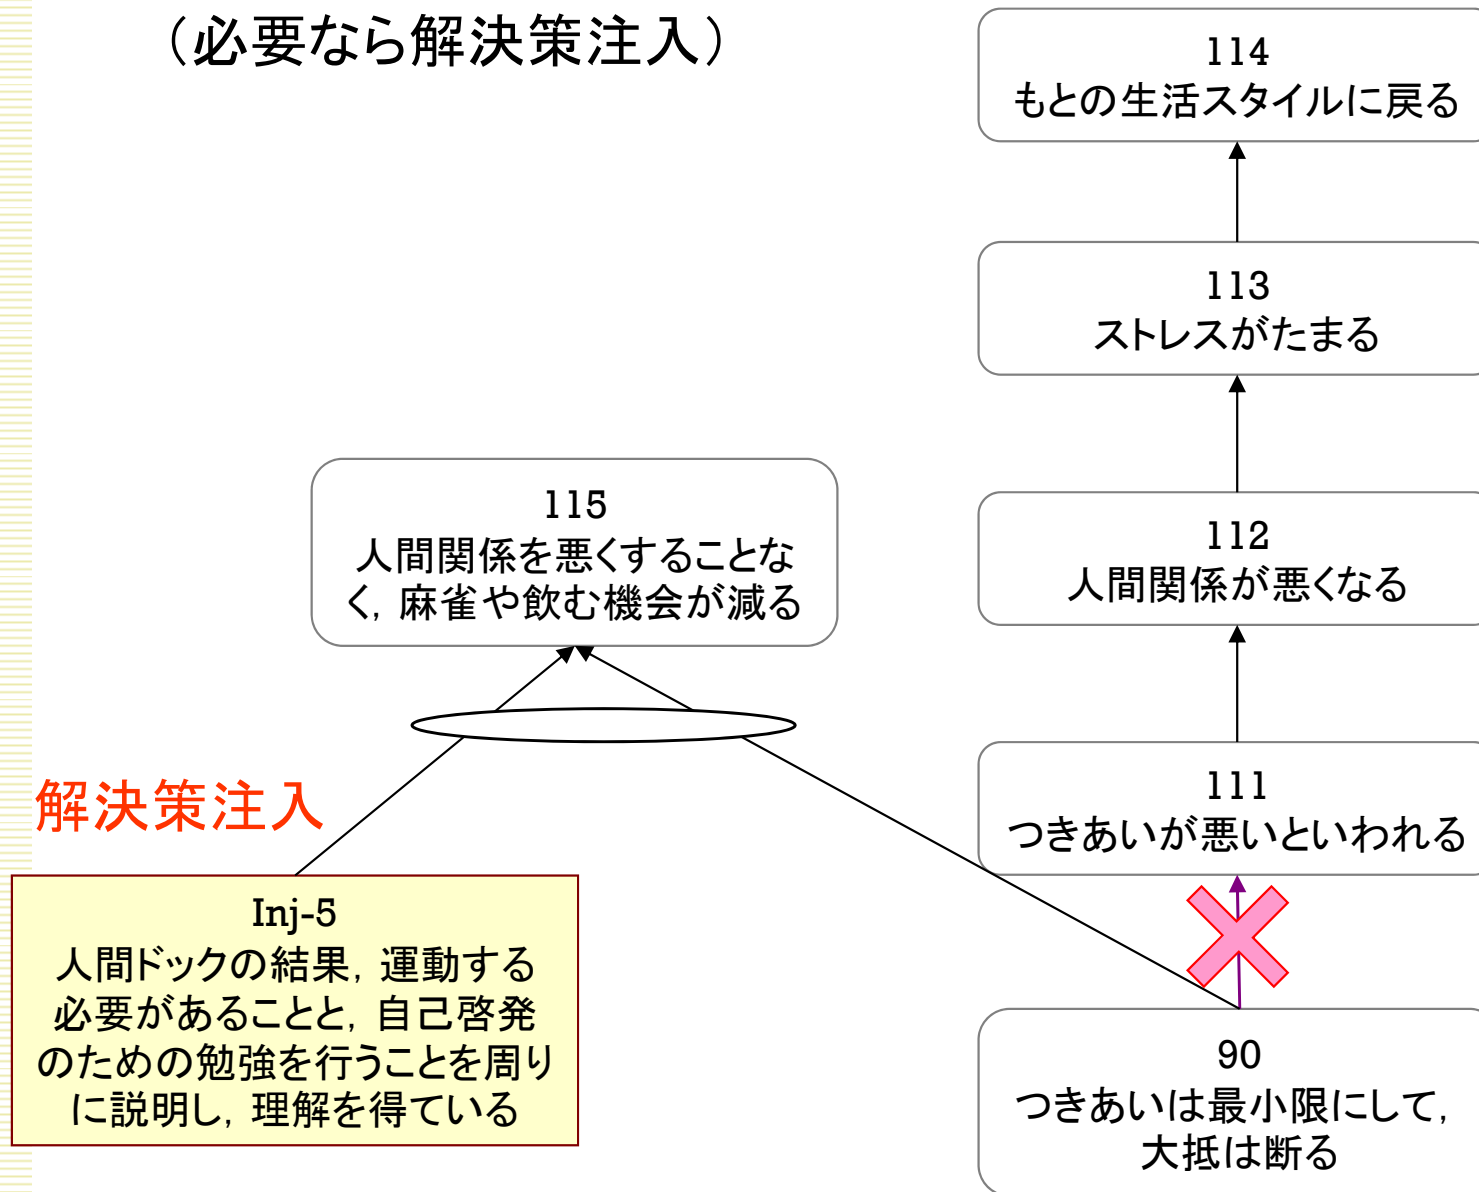 （必要なら解決策注入）
114
もとの生活スタイルに戻る
113
ストレスがたまる
115
人間関係を悪くすることな
く，麻雀や飲む機会が減る
112
人間関係が悪くなる
解決策注入
111
つきあいが悪いといわれる
Inj-5
人間ドックの結果，運動する
必要があることと，自己啓発
のための勉強を行うことを周り
に説明し，理解を得ている
90
つきあいは最小限にして，
大抵は断る